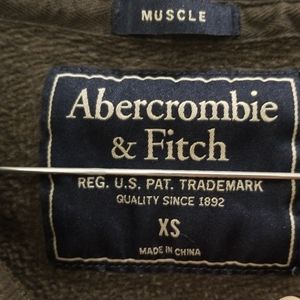 MUSCLE
Abercrombie
& Fitch
REG. U.S. PAT. TRADEMARK
QUALITY SINCE 1892
XS
MADE IN CHINA